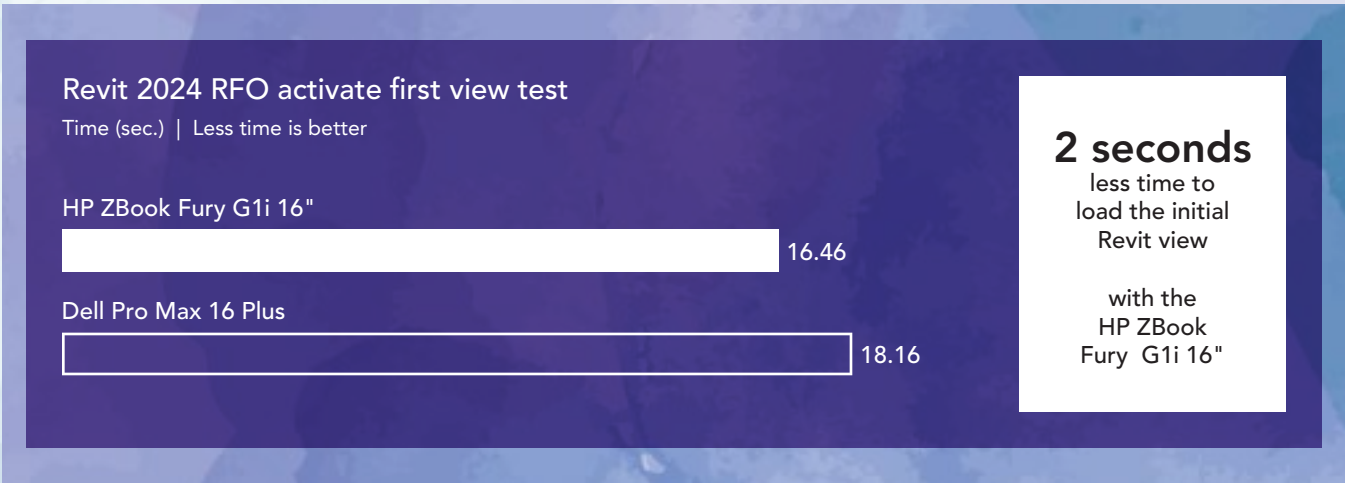 Revit 2024 RFO activate first view test
Time (sec.) | Less time is better
HP ZBook Fury G1i 16"
16.46
Dell Pro Max 16 Plus
18.16
2 seconds
less time to
load the initial
Revit view
with the
HP ZBook
Fury G1i 16"